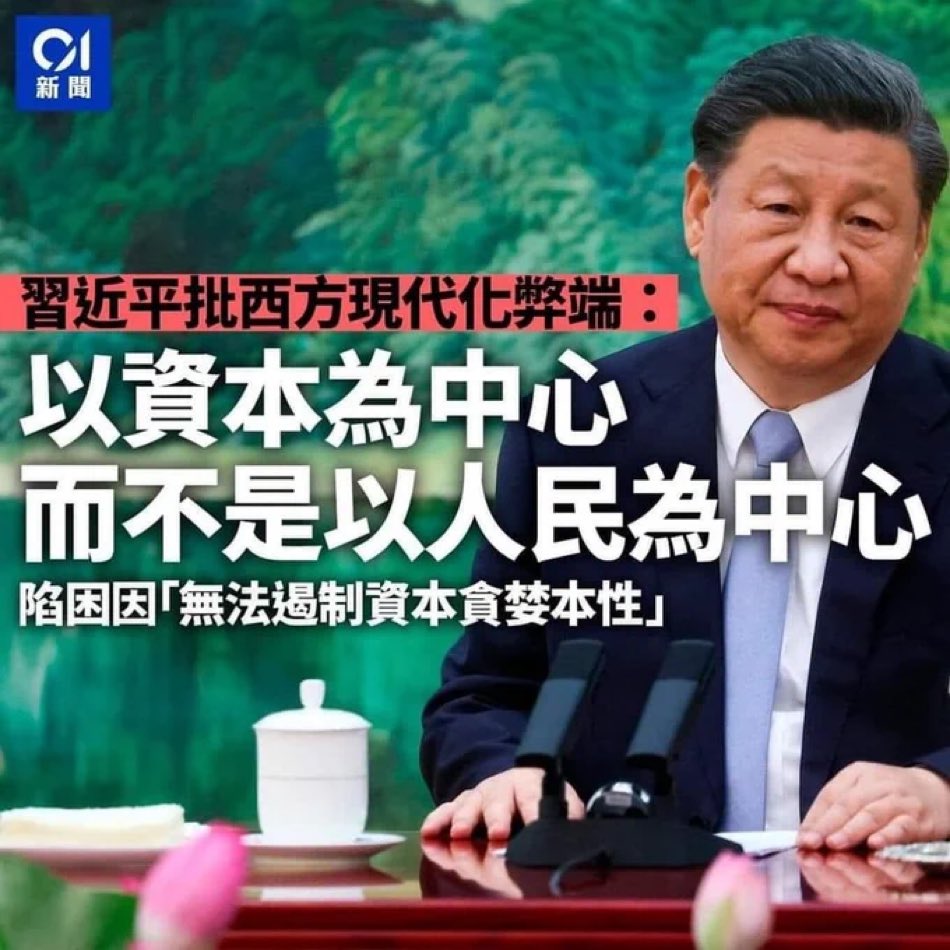 01
新聞
習近平批西方現代化弊端：
以資本為中心
而不是以人民為中心
陷困因「無法遏制資本貪婪本性」